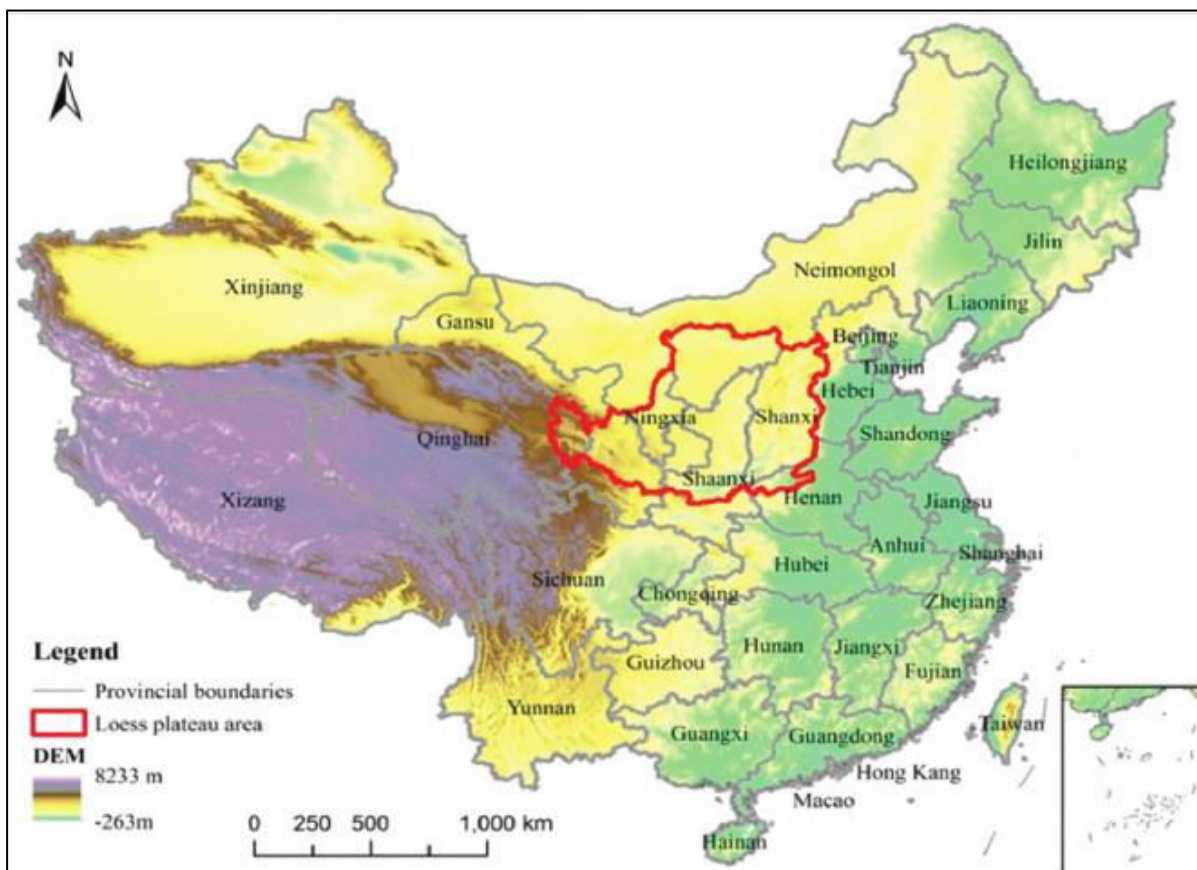 N
Heilongjiang
Jilin
Neimongol
Liaoning
Xinjiang
Gansu
Beijing
Tianjin
Hebei
Ningxia
Shanxi
Shandong
Qinghai
Shaanxi
Henan
Jiangsu
Xizang
Anhui
Shanghai
Hubei
Sichuan
Chongqing
Zhejiang
Hunan
Jiangxi
Guizhou
Fujian
Yunnan
Taiwan
Guangxi
Guangdong
Hong Kang
Macao
Hainan
Legend
Provincial boundaries
Loess plateau area
DEM
8233 m
-263m
0 250 500 1,000 km